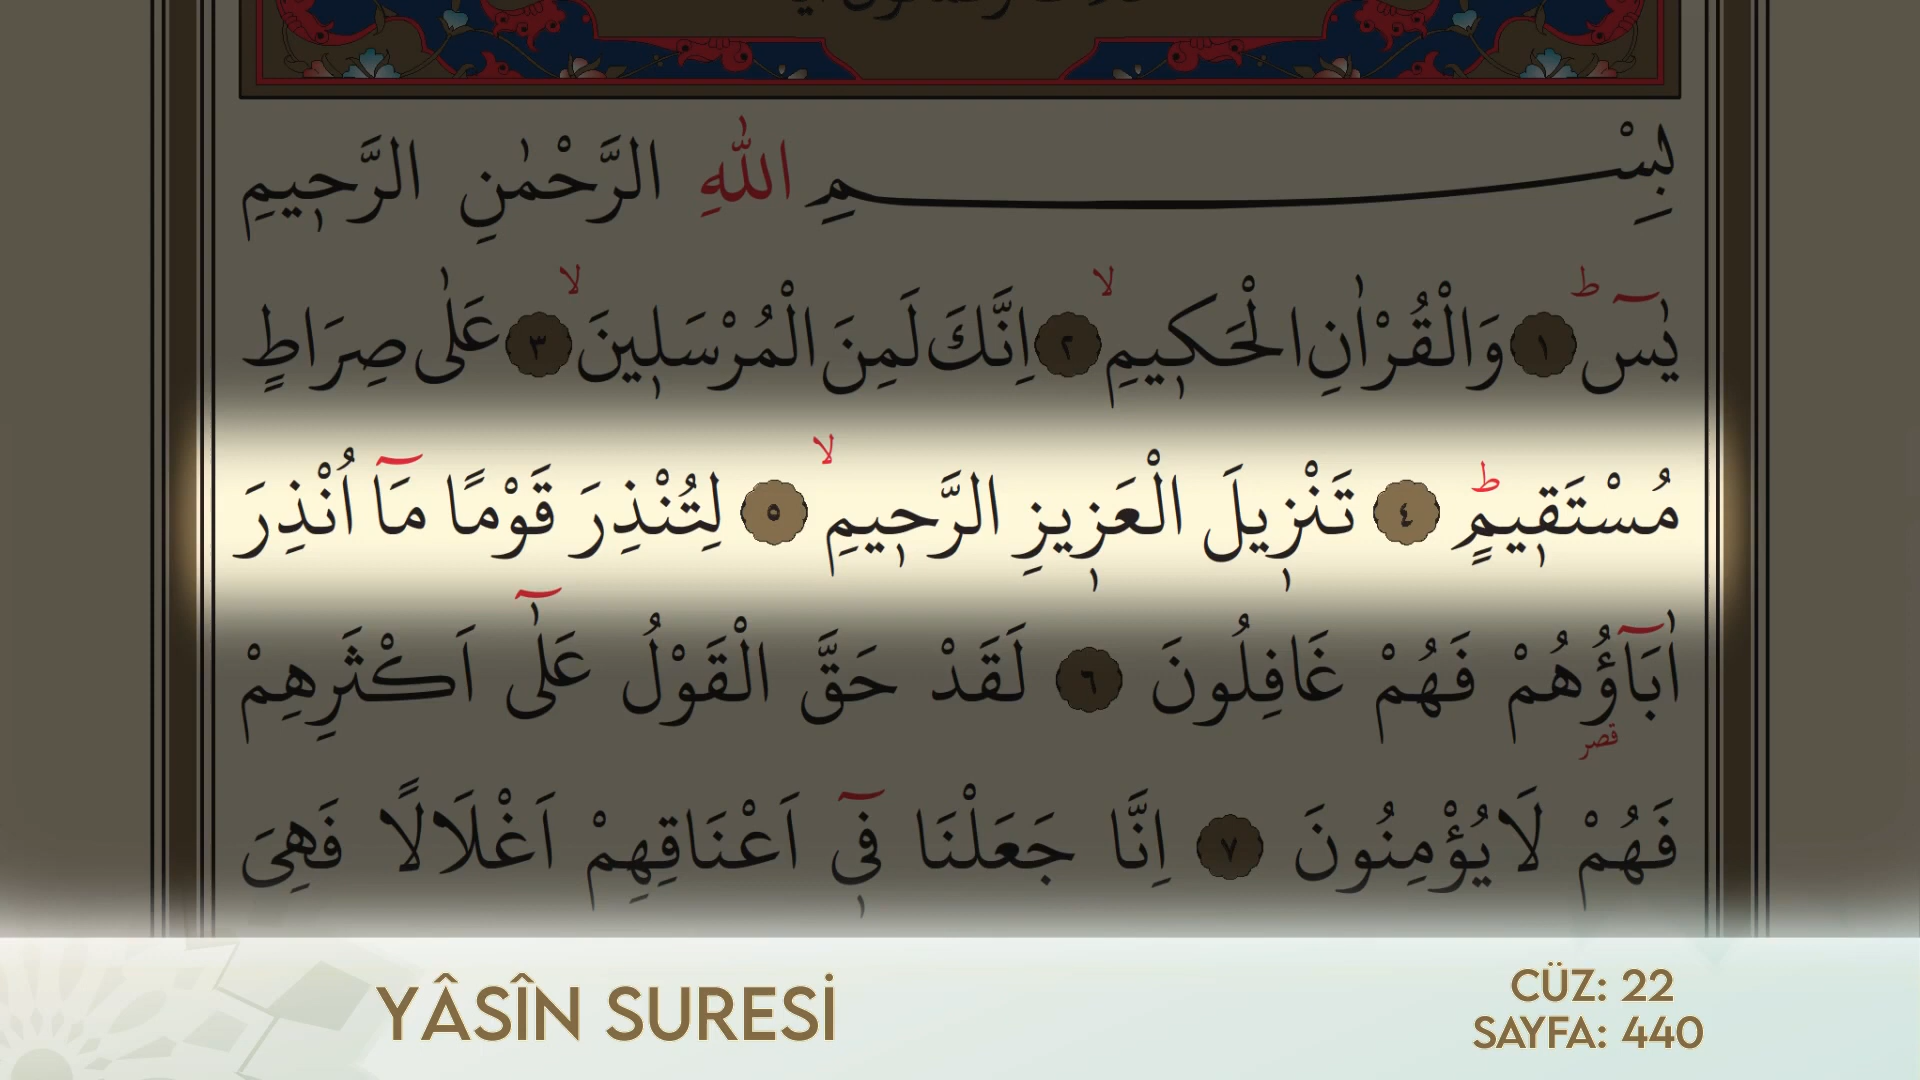 بِسْمِ اللّٰهِ الرَّحْمٰنِ الرَّح۪يمِ
يٰسٓ ۜ ﴿١﴾ وَالْقُرْاٰنِ الْحَك۪يمِۙ ﴿٢﴾ اِنَّكَ لَمِنَ الْمُرْسَل۪ينَۙ ﴿٣﴾ عَلٰى صِرَاطٍ
مُسْتَق۪يمٍۜ ﴿٤﴾ تَنْز۪يلَ الْعَز۪يزِ الرَّح۪يمِۙ ﴿٥﴾ لِتُنْذِرَ قَوْمًا مَٓا اُنْذِرَ
اٰبَٓاؤُ۬هُمْ فَهُمْ غَافِلُونَ ﴿٦﴾ لَقَدْ حَقَّ الْقَوْلُ عَلٰٓى اَكْثَرِهِمْ
قصر
فَهُمْ لَا يُؤْمِنُونَ ﴿٧﴾ اِنَّا جَعَلْنَا ف۪ٓي اَعْنَاقِهِمْ اَغْلَالًا فَهِيَ
YÂSÎN SURESİ
CÜZ: 22
SAYFA: 440